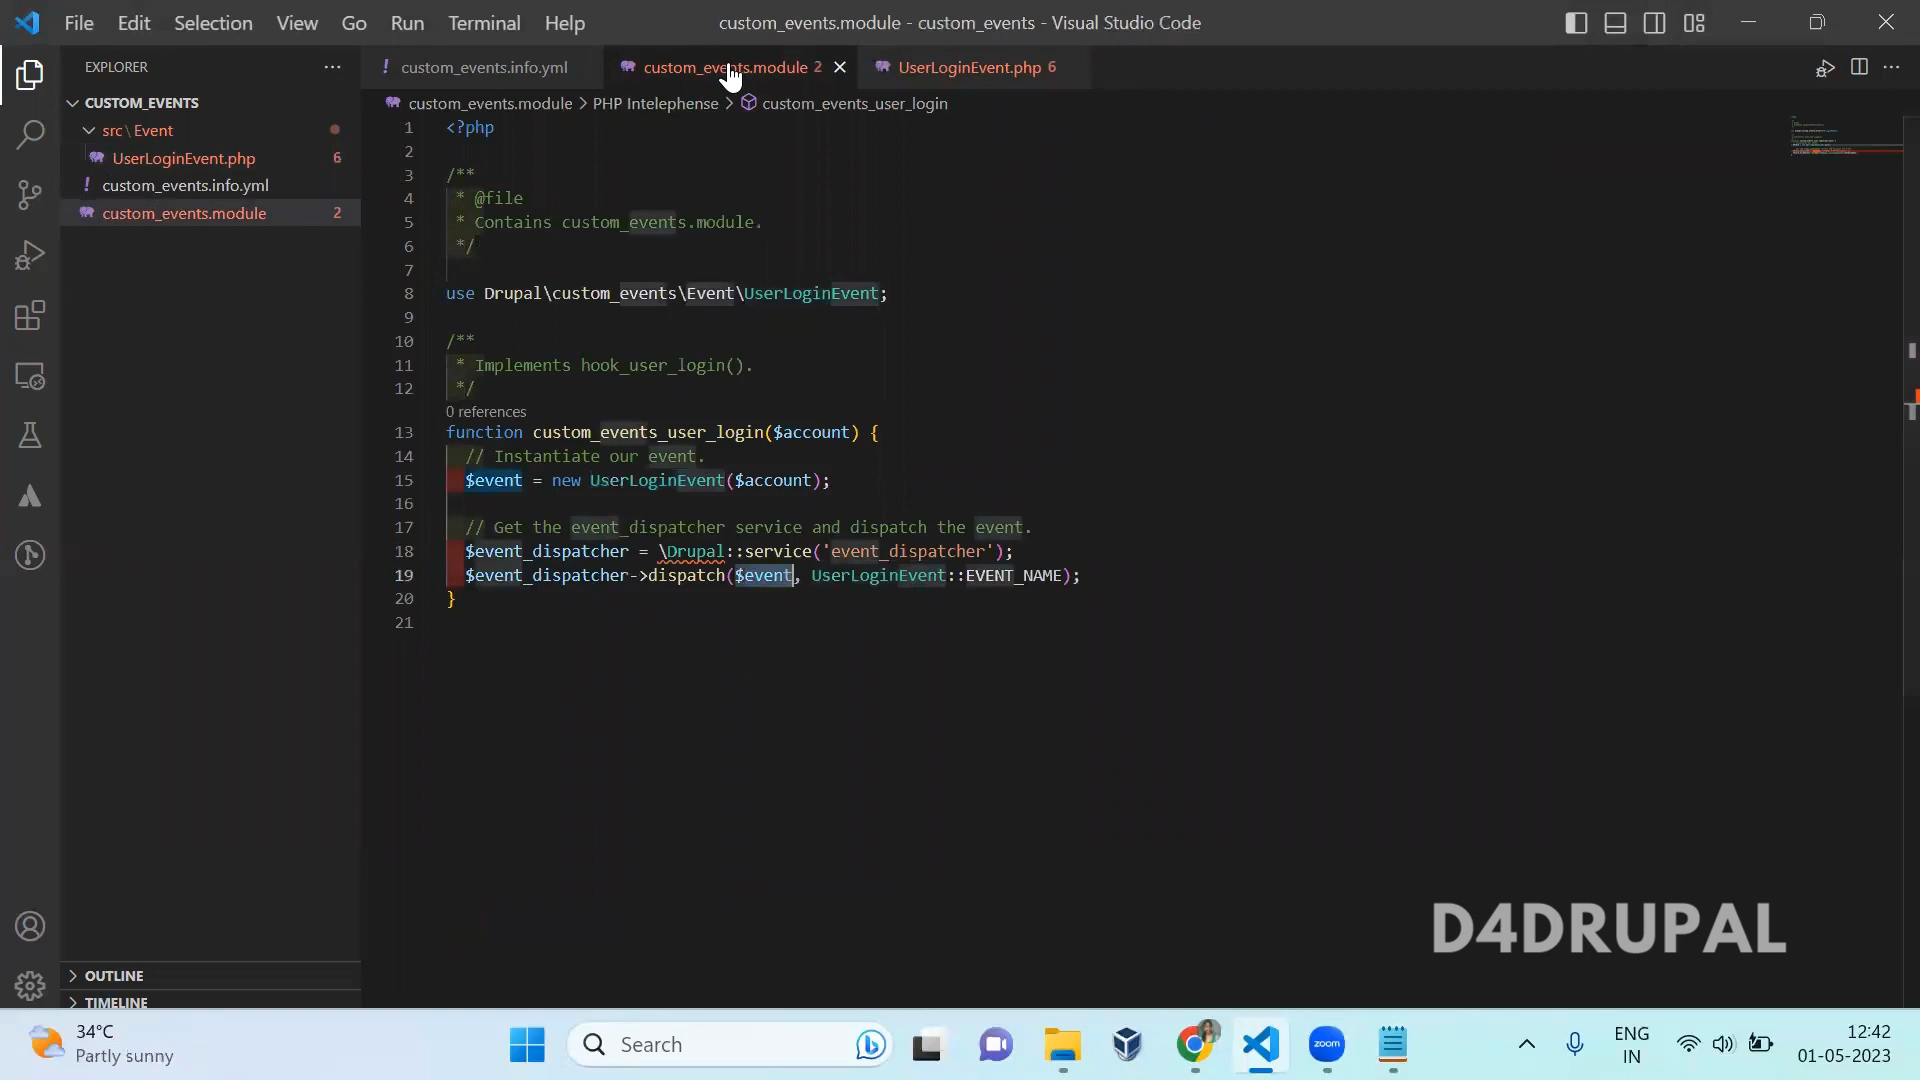 File Edit Selection View Go Run Terminal Help custom_events.module - custom_events - Visual Studio Code
EXPLORER
custom_events.info.yml
custom_events.module 2
UserLoginEvent.php 6
custom_events.module > PHP Intelephense > custom_events_user_login
CUSTOM_EVENTS
src\Event
UserLoginEvent.php 6
custom_events.info.yml
custom_events.module 2
1 <?php
2
3 /**
4 * @file
5 * Contains custom_events.module.
6 */
7
8 use Drupal\custom_events\Event\UserLoginEvent;
9
10 /**
11 * Implements hook_user_login().
12 */
0 references
13 function custom_events_user_login($account) {
14 // Instantiate our event.
15 $event = new UserLoginEvent($account);
16
17 // Get the event_dispatcher service and dispatch the event.
18 $event_dispatcher = \Drupal::service('event_dispatcher');
19 $event_dispatcher->dispatch($event, UserLoginEvent::EVENT_NAME);
20 }
21
D4DRUPAL
OUTLINE
TIMELINE
34°C
Partly sunny
Search
zoom
ENG
IN
12:42
01-05-2023